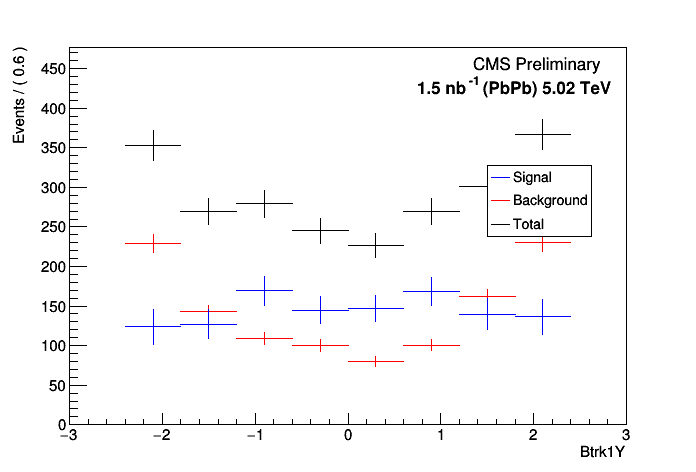 CMS Preliminary
1.5 nb-1 (PbPb) 5.02 TeV
Events / ( 0.6 )
450
400
350
300
250
200
150
100
50
0
Signal
Background
Total
−3 −2 −1 0 1 2 3
Btrk1Y